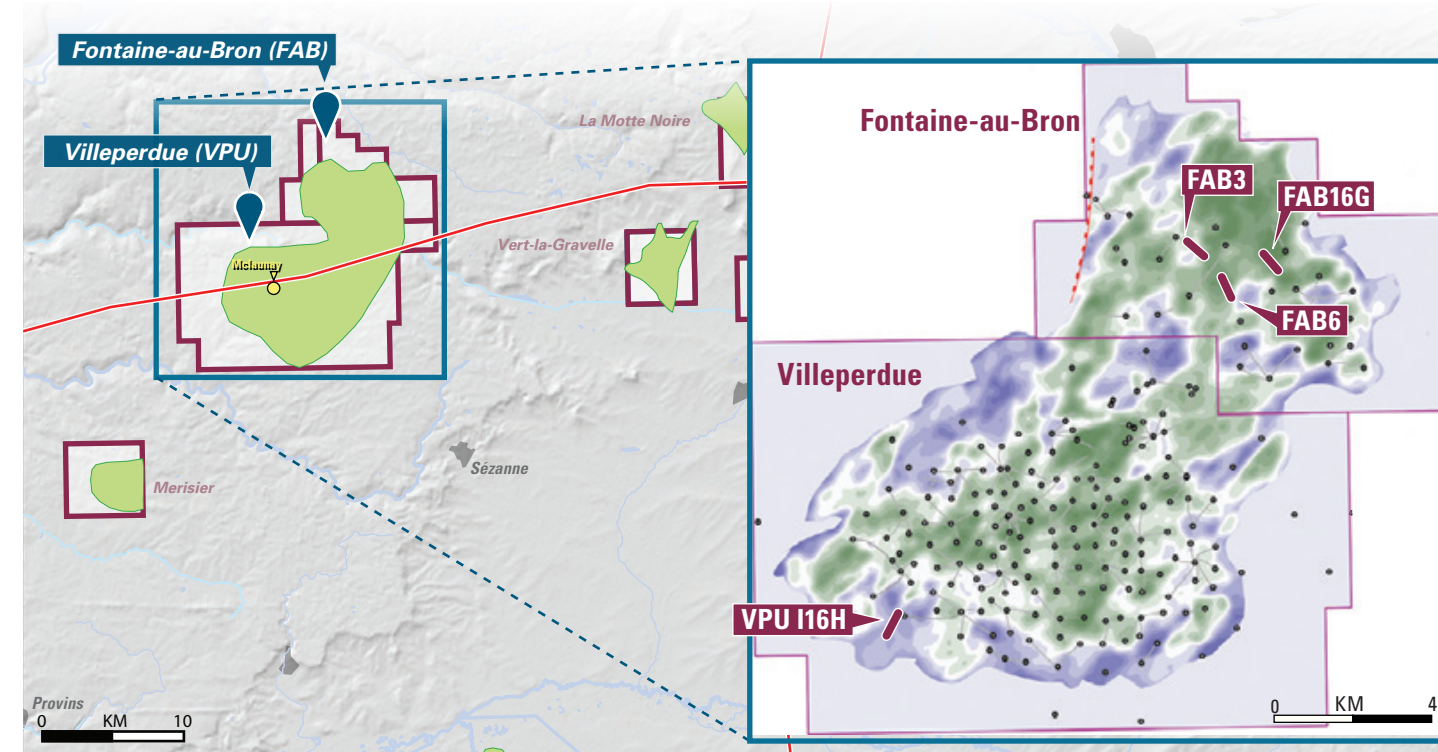 Fontaine-au-Bron (FAB)
Villeperdue (VPU)
La Motte Noire
Vert-la-Gravelle
Merisier
Sézanne
Provins
0 KM 10
Fontaine-au-Bron
FAB3
FAB16G
FAB6
Villeperdue
VPU I16H
4
0 KM 4